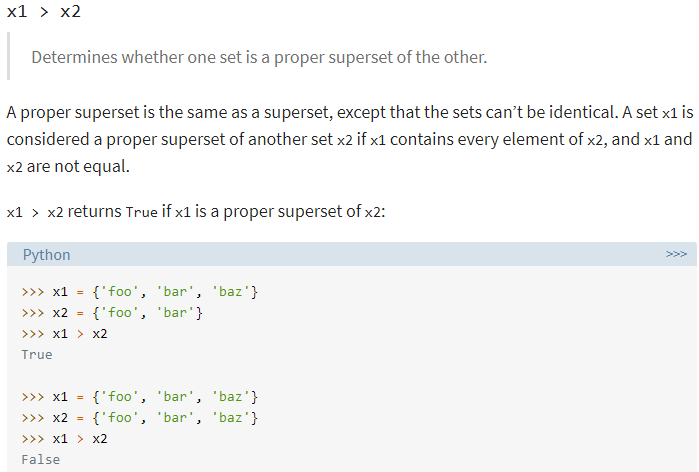 x1 > x2
Determines whether one set is a proper superset of the other.
A proper superset is the same as a superset, except that the sets can’t be identical. A set x1 is
considered a proper superset of another set x2 if x1 contains every element of x2, and x1 and
x2 are not equal.
x1 > x2 returns True if x1 is a proper superset of x2:
Python >>>
>>> x1 = {'foo', 'bar', 'baz'}
>>> x2 = {'foo', 'bar'}
>>> x1 > x2
True
>>> x1 = {'foo', 'bar', 'baz'}
>>> x2 = {'foo', 'bar', 'baz'}
>>> x1 > x2
False